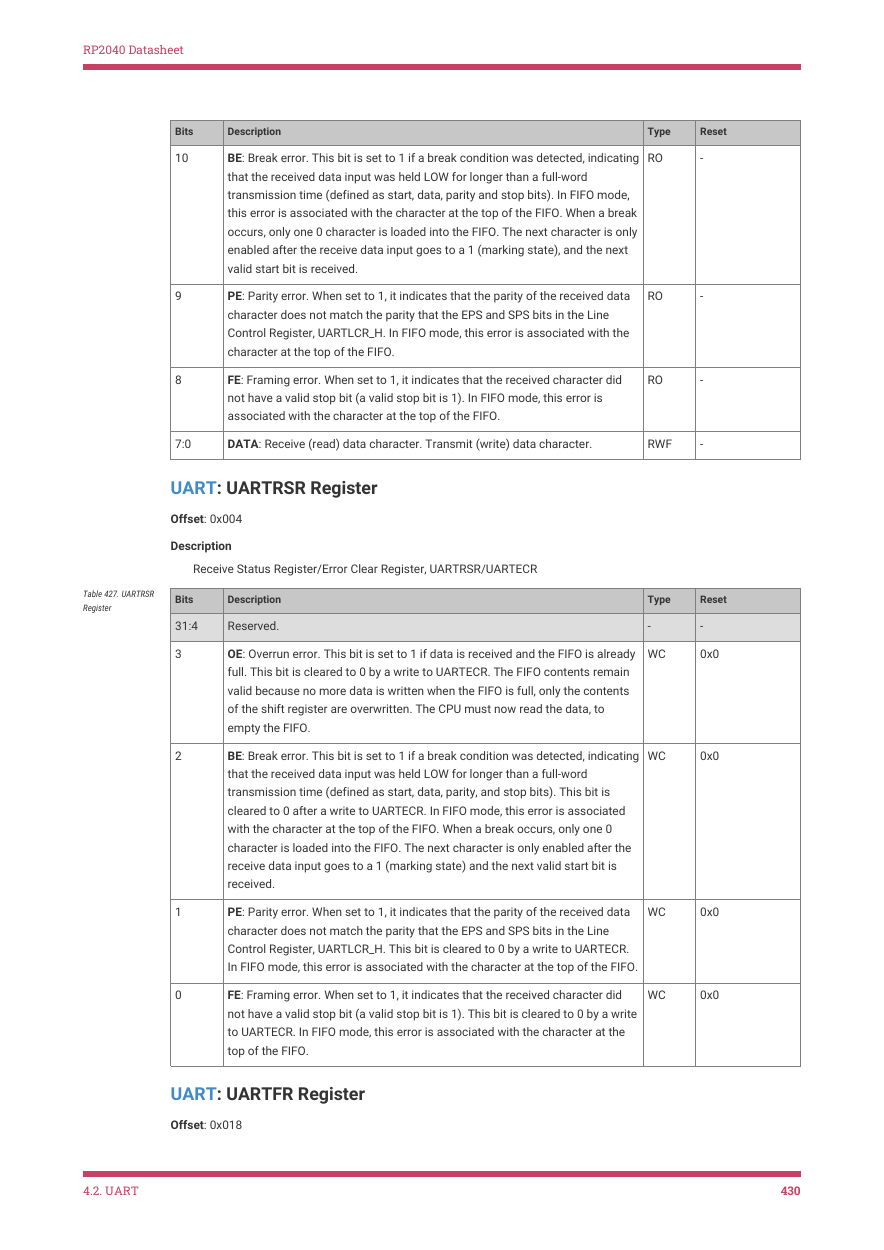 RP2040 Datasheet
Bits Description Type Reset
10 BE: Break error. This bit is set to 1 if a break condition was detected, indicating RO -
that the received data input was held LOW for longer than a full-word
transmission time (defined as start, data, parity and stop bits). In FIFO mode,
this error is associated with the character at the top of the FIFO. When a break
occurs, only one 0 character is loaded into the FIFO. The next character is only
enabled after the receive data input goes to a 1 (marking state), and the next
valid start bit is received.
9 PE: Parity error. When set to 1, it indicates that the parity of the received data RO -
character does not match the parity that the EPS and SPS bits in the Line
Control Register, UARTLCR_H. In FIFO mode, this error is associated with the
character at the top of the FIFO.
8 FE: Framing error. When set to 1, it indicates that the received character did RO -
not have a valid stop bit (a valid stop bit is 1). In FIFO mode, this error is
associated with the character at the top of the FIFO.
7:0 DATA: Receive (read) data character. Transmit (write) data character. RWF -
UART: UARTRSR Register
Offset: 0x004
Description
Receive Status Register/Error Clear Register, UARTRSR/UARTECR
Table 427. UARTRSR
Register
Bits Description Type Reset
31:4 Reserved. - -
3 OE: Overrun error. This bit is set to 1 if data is received and the FIFO is already WC 0x0
full. This bit is cleared to 0 by a write to UARTECR. The FIFO contents remain
valid because no more data is written when the FIFO is full, only the contents
of the shift register are overwritten. The CPU must now read the data, to
empty the FIFO.
2 BE: Break error. This bit is set to 1 if a break condition was detected, indicating WC 0x0
that the received data input was held LOW for longer than a full-word
transmission time (defined as start, data, parity, and stop bits). This bit is
cleared to 0 after a write to UARTECR. In FIFO mode, this error is associated
with the character at the top of the FIFO. When a break occurs, only one 0
character is loaded into the FIFO. The next character is only enabled after the
receive data input goes to a 1 (marking state) and the next valid start bit is
received.
1 PE: Parity error. When set to 1, it indicates that the parity of the received data WC 0x0
character does not match the parity that the EPS and SPS bits in the Line
Control Register, UARTLCR_H. This bit is cleared to 0 by a write to UARTECR.
In FIFO mode, this error is associated with the character at the top of the FIFO.
0 FE: Framing error. When set to 1, it indicates that the received character did WC 0x0
not have a valid stop bit (a valid stop bit is 1). This bit is cleared to 0 by a write
to UARTECR. In FIFO mode, this error is associated with the character at the
top of the FIFO.
UART: UARTFR Register
Offset: 0x018
4.2. UART 430